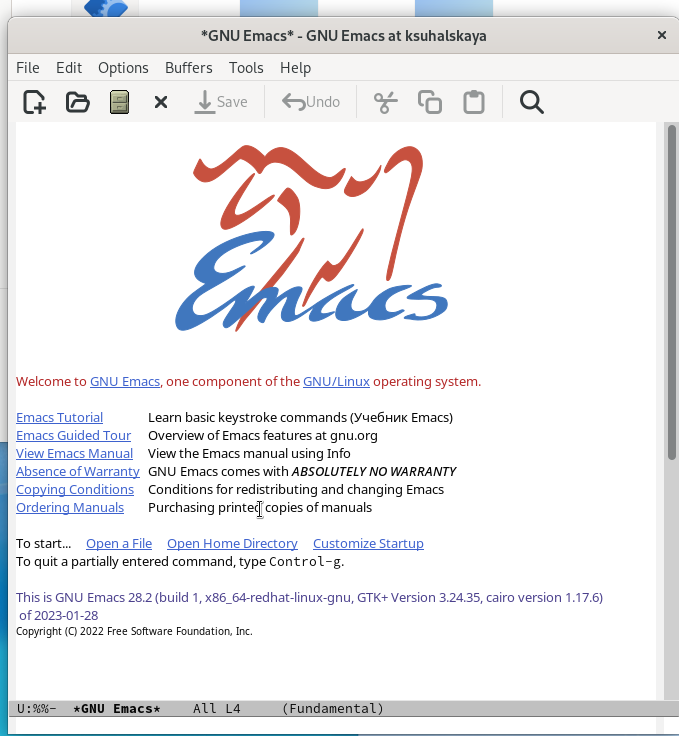 *GNU Emacs* - GNU Emacs at ksuhalskaya
File Edit Options Buffers Tools Help
Save Undo
Emacs
Welcome to GNU Emacs, one component of the GNU/Linux operating system.
Emacs Tutorial Learn basic keystroke commands (Учебник Emacs)
Emacs Guided Tour Overview of Emacs features at gnu.org
View Emacs Manual View the Emacs manual using Info
Absence of Warranty GNU Emacs comes with ABSOLUTELY NO WARRANTY
Copying Conditions Conditions for redistributing and changing Emacs
Ordering Manuals Purchasing printed copies of manuals
To start... Open a File Open Home Directory Customize Startup
To quit a partially entered command, type Control-g.
This is GNU Emacs 28.2 (build 1, x86_64-redhat-linux-gnu, GTK+ Version 3.24.35, cairo version 1.17.6)
of 2023-01-28
Copyright (C) 2022 Free Software Foundation, Inc.
U:%%- *GNU Emacs* All L4 (Fundamental)